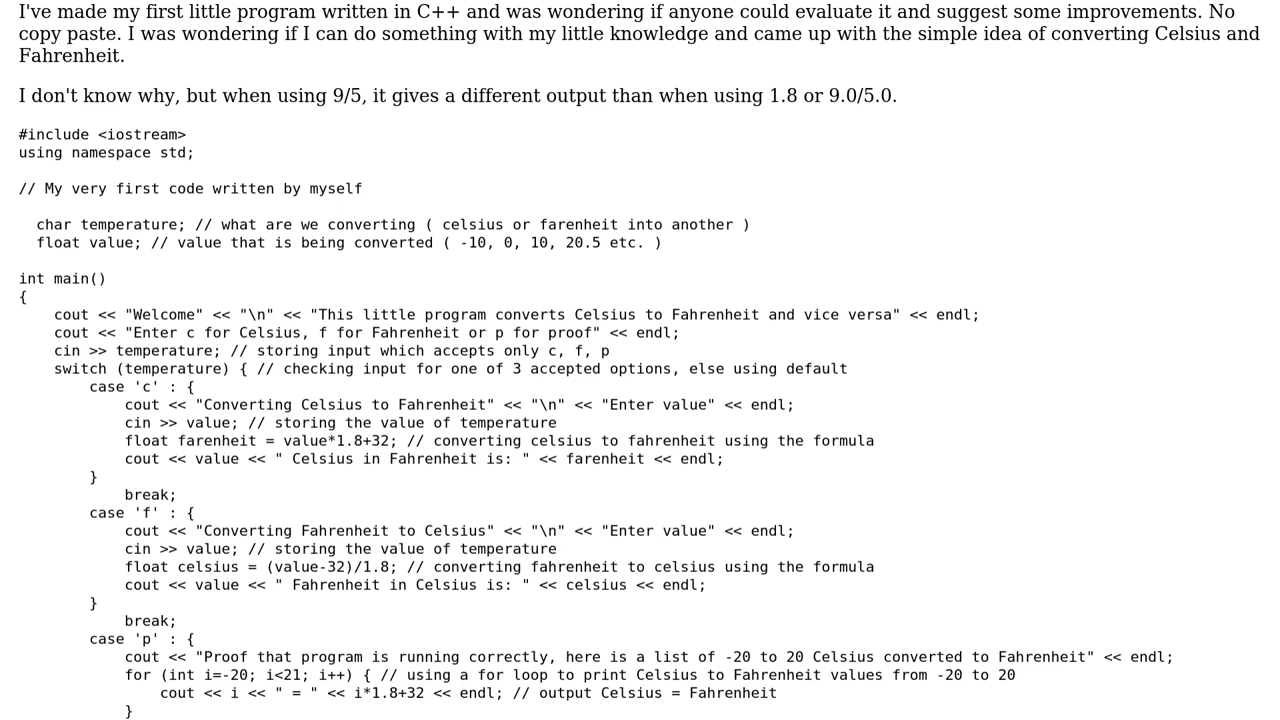 I've made my first little program written in C++ and was wondering if anyone could evaluate it and suggest some improvements. No
copy paste. I was wondering if I can do something with my little knowledge and came up with the simple idea of converting Celsius and
Fahrenheit.

I don't know why, but when using 9/5, it gives a different output than when using 1.8 or 9.0/5.0.

#include <iostream>
using namespace std;

// My very first code written by myself

  char temperature; // what are we converting ( celsius or farenheit into another )
  float value; // value that is being converted ( -10, 0, 10, 20.5 etc. )

int main()
{
    cout << "Welcome" << "\n" << "This little program converts Celsius to Fahrenheit and vice versa" << endl;
    cout << "Enter c for Celsius, f for Fahrenheit or p for proof" << endl;
    cin >> temperature; // storing input which accepts only c, f, p
    switch (temperature) { // checking input for one of 3 accepted options, else using default
        case 'c' : {
            cout << "Converting Celsius to Fahrenheit" << "\n" << "Enter value" << endl;
            cin >> value; // storing the value of temperature
            float farenheit = value*1.8+32; // converting celsius to fahrenheit using the formula
            cout << value << " Celsius in Fahrenheit is: " << farenheit << endl;
        }
            break;
        case 'f' : {
            cout << "Converting Fahrenheit to Celsius" << "\n" << "Enter value" << endl;
            cin >> value; // storing the value of temperature
            float celsius = (value-32)/1.8; // converting fahrenheit to celsius using the formula
            cout << value << " Fahrenheit in Celsius is: " << celsius << endl;
        }
            break;
        case 'p' : {
            cout << "Proof that program is running correctly, here is a list of -20 to 20 Celsius converted to Fahrenheit" << endl;
            for (int i=-20; i<21; i++) { // using a for loop to print Celsius to Fahrenheit values from -20 to 20
                cout << i << " = " << i*1.8+32 << endl; // output Celsius = Fahrenheit
            }